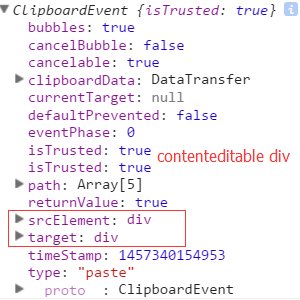 ▼ClipboardEvent {isTrusted: true} i
bubbles: true
cancelBubble: false
cancelable: true
▶clipboardData: DataTransfer
currentTarget: null
defaultPrevented: false
eventPhase: 0
isTrusted: true
isTrusted: true
contenteditable div
▶path: Array[5]
returnValue: true
▶srcElement: div
▶target: div
timeStamp: 1457340154953
type: "paste"
▶__proto__: ClipboardEvent